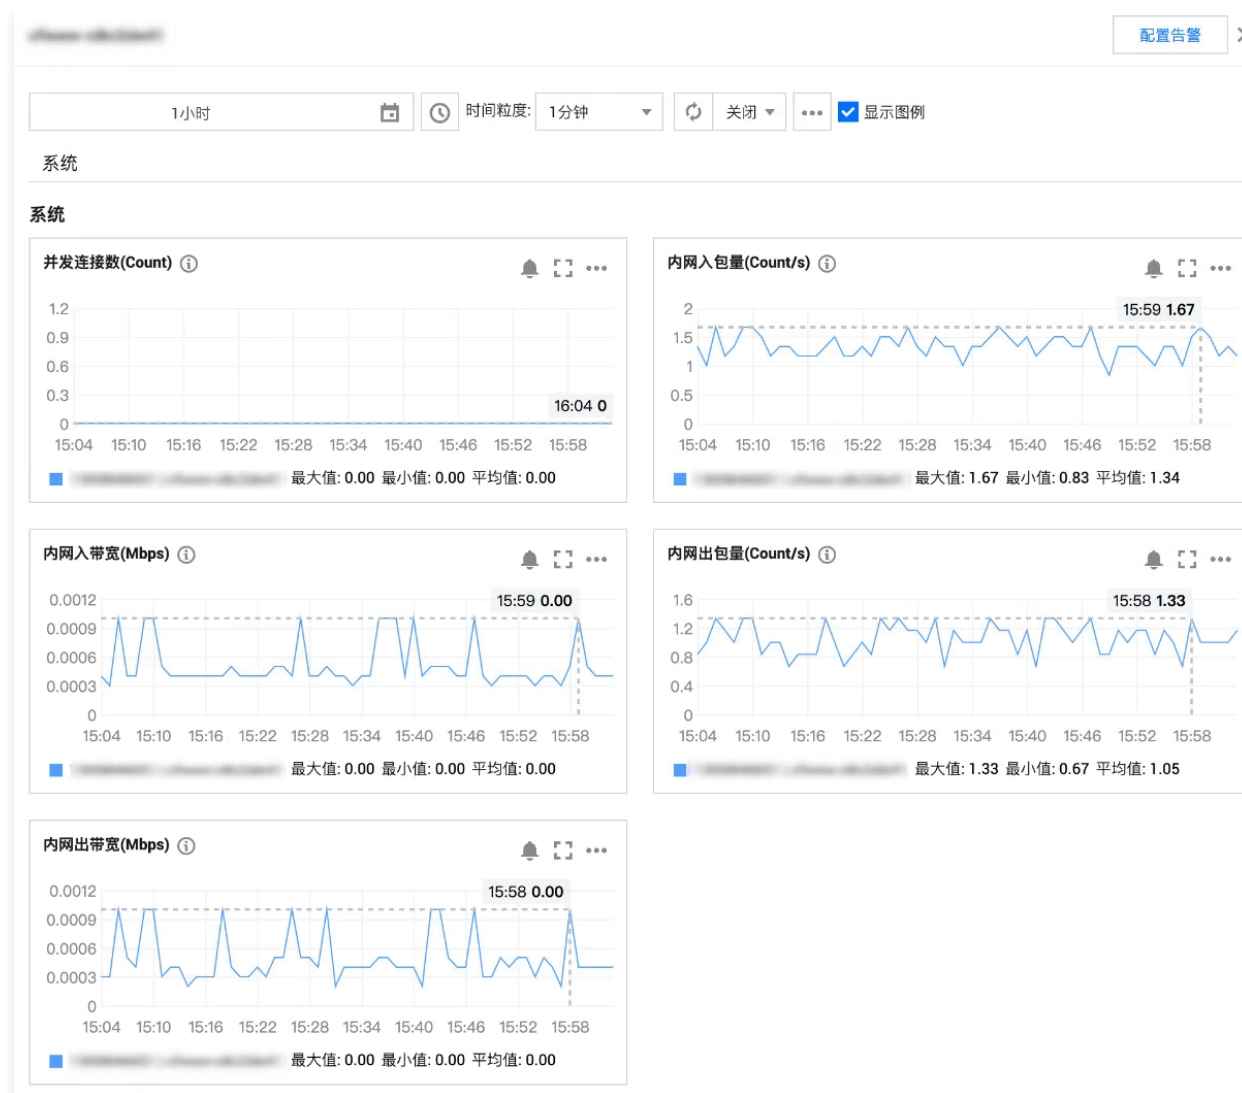 配置告警
1小时 时间粒度: 1分钟 关闭 显示图例
系统
系统
并发连接数(Count)
1.2
0.9
0.6
0.3
0
16:04 0
15:04 15:10 15:16 15:22 15:28 15:34 15:40 15:46 15:52 15:58
最大值: 0.00 最小值: 0.00 平均值: 0.00
内网入包量(Count/s)
15:59 1.67
2
1.5
1
0.5
0
15:04 15:10 15:16 15:22 15:28 15:34 15:40 15:46 15:52 15:58
最大值: 1.67 最小值: 0.83 平均值: 1.34
内网入带宽(Mbps)
15:59 0.00
0.0012
0.0009
0.0006
0.0003
0
15:04 15:10 15:16 15:22 15:28 15:34 15:40 15:46 15:52 15:58
最大值: 0.00 最小值: 0.00 平均值: 0.00
内网出包量(Count/s)
15:58 1.33
1.6
1.2
0.8
0.4
0
15:04 15:10 15:16 15:22 15:28 15:34 15:40 15:46 15:52 15:58
最大值: 1.33 最小值: 0.67 平均值: 1.05
内网出带宽(Mbps)
15:58 0.00
0.0012
0.0009
0.0006
0.0003
0
15:04 15:10 15:16 15:22 15:28 15:34 15:40 15:46 15:52 15:58
最大值: 0.00 最小值: 0.00 平均值: 0.00